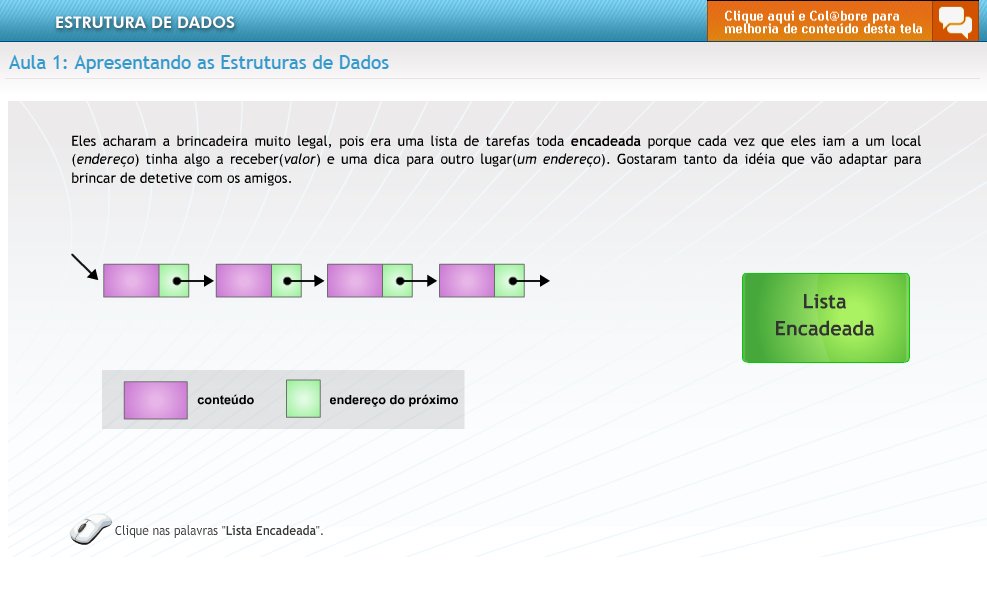 ESTRUTURA DE DADOS
Clique aqui e Col@bore para
melhoria de conteúdo desta tela
Aula 1: Apresentando as Estruturas de Dados
Eles acharam a brincadeira muito legal, pois era uma lista de tarefas toda encadeada porque cada vez que eles iam a um local
(endereço) tinha algo a receber(valor) e uma dica para outro lugar(um endereço). Gostaram tanto da idéia que vão adaptar para
brincar de detetive com os amigos.
Lista
Encadeada
conteúdo
endereço do próximo
Clique nas palavras "Lista Encadeada".